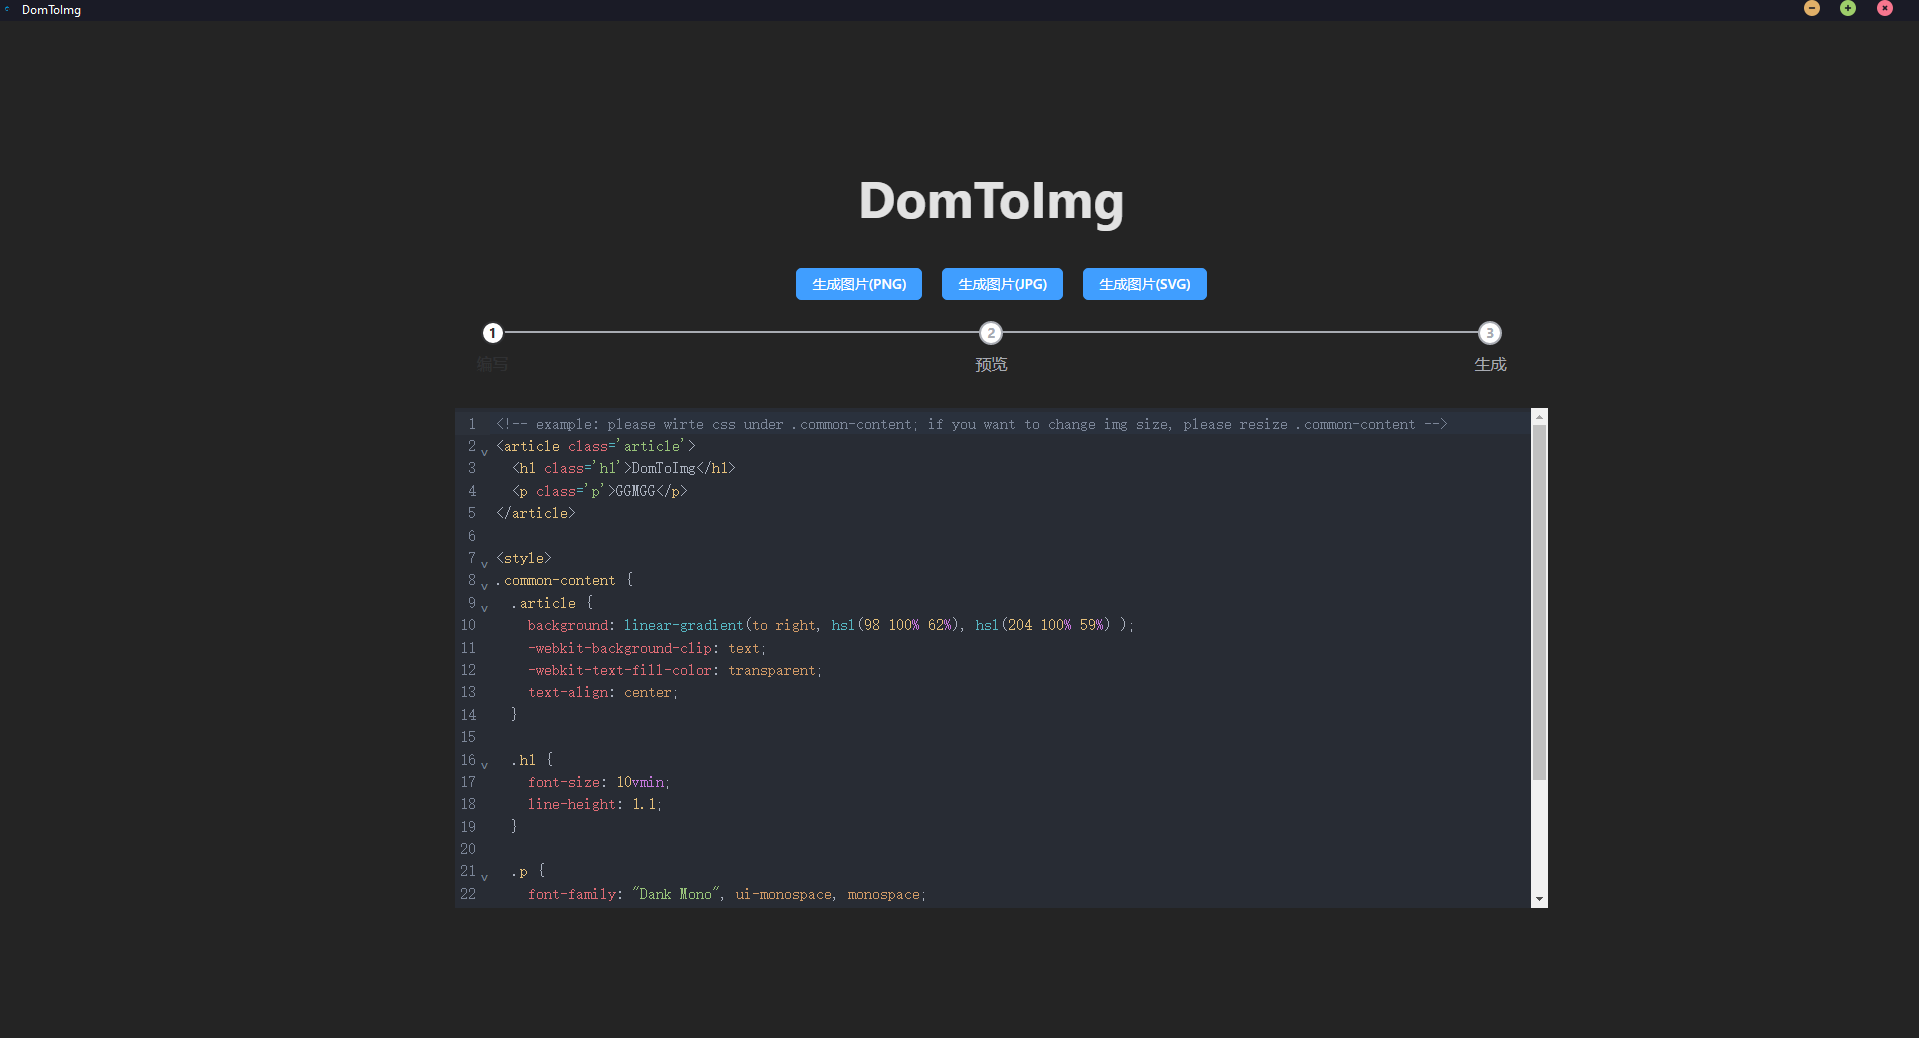 DomToImg
DomToImg
生成图片(PNG) 生成图片(JPG) 生成图片(SVG)
1 2 3
编写 预览 生成
1 <!-- example: please wirte css under .common-content; if you want to change img size, please resize .common-content -->
2 <article class='article'>
3 <h1 class='h1'>DomToImg</h1>
4 <p class='p'>GGMGG</p>
5 </article>
6
7 <style>
8 .common-content {
9 .article {
10 background: linear-gradient(to right, hsl(98 100% 62%), hsl(204 100% 59%) );
11 -webkit-background-clip: text;
12 -webkit-text-fill-color: transparent;
13 text-align: center;
14 }
15
16 .h1 {
17 font-size: 10vmin;
18 line-height: 1.1;
19 }
20
21 .p {
22 font-family: "Dank Mono", ui-monospace, monospace;